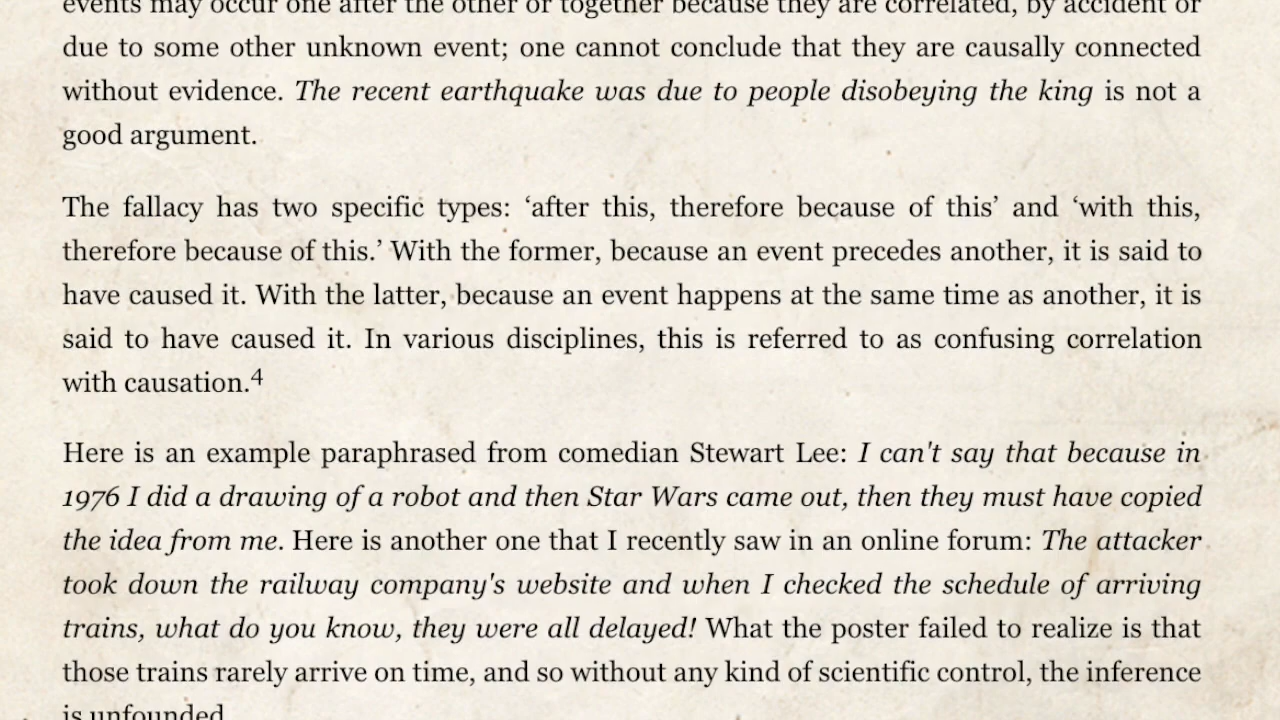 events may occur one after the other or together because they are correlated, by accident or
due to some other unknown event; one cannot conclude that they are causally connected
without evidence. The recent earthquake was due to people disobeying the king is not a
good argument.
The fallacy has two specific types: ‘after this, therefore because of this’ and ‘with this,
therefore because of this.’ With the former, because an event precedes another, it is said to
have caused it. With the latter, because an event happens at the same time as another, it is
said to have caused it. In various disciplines, this is referred to as confusing correlation
with causation.4
Here is an example paraphrased from comedian Stewart Lee: I can't say that because in
1976 I did a drawing of a robot and then Star Wars came out, then they must have copied
the idea from me. Here is another one that I recently saw in an online forum: The attacker
took down the railway company's website and when I checked the schedule of arriving
trains, what do you know, they were all delayed! What the poster failed to realize is that
those trains rarely arrive on time, and so without any kind of scientific control, the inference
is unfounded